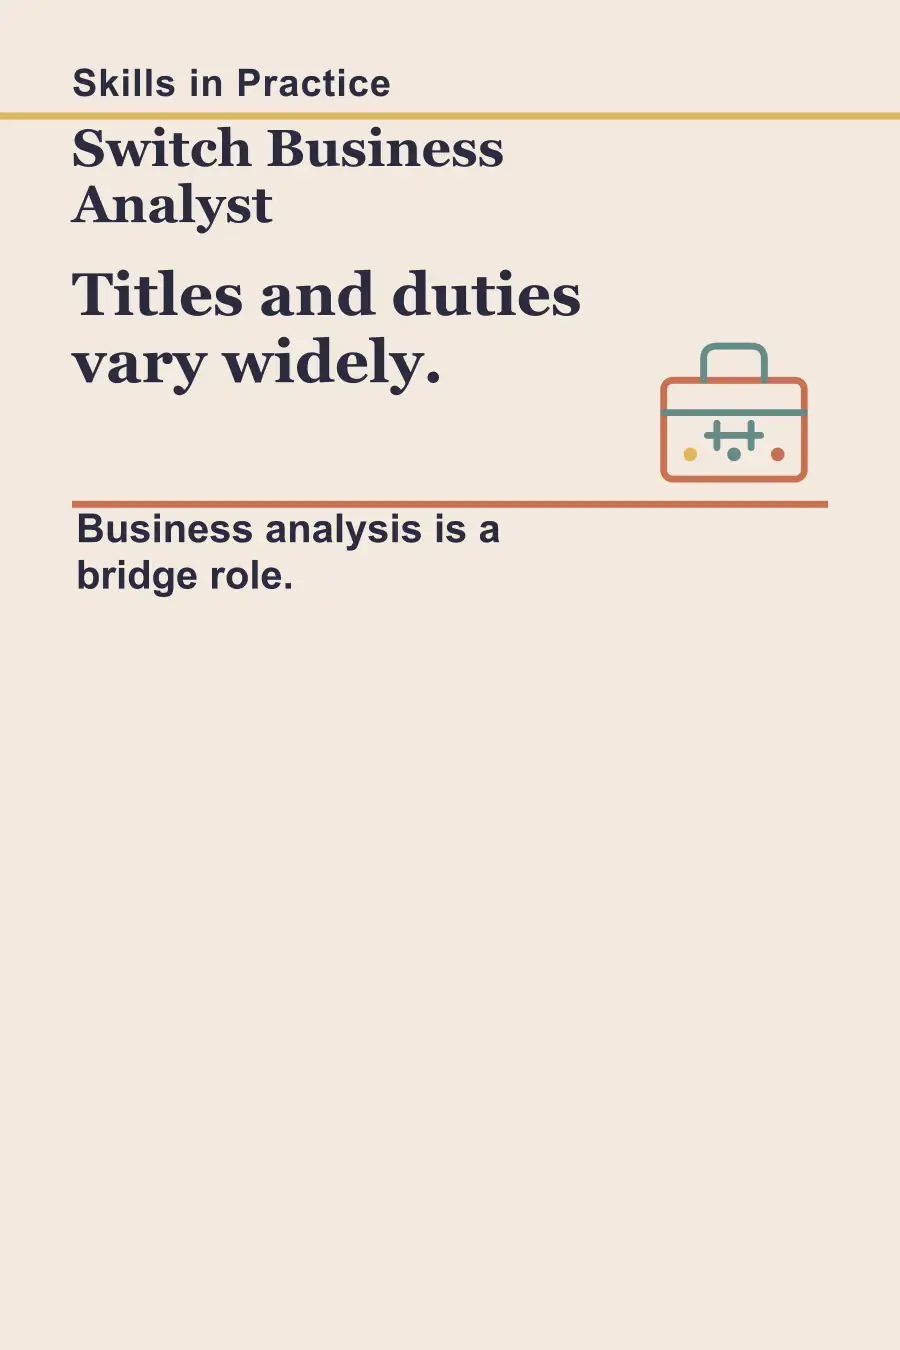 Skills in Practice
Switch Business
Analyst
Titles and duties
vary widely.
Business analysis is a
bridge role.